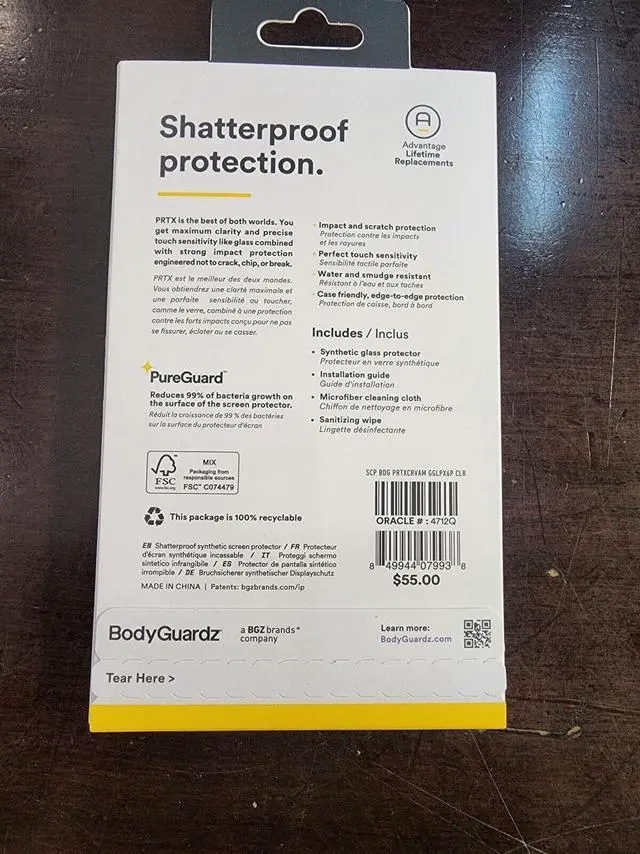 Shatterproof
protection.
Advantage
Lifetime
Replacements
PRTX is the best of both worlds. You
get maximum clarity and precise
touch sensitivity like glass combined
with strong impact protection
engineered not to crack, chip, or break.
PRTX est le meilleur des deux mondes.
Vous obtiendrez une clarté maximale et
une parfaite sensibilité au toucher,
comme le verre, combiné à une protection
contre les forts impacts conçu pour ne pas
se fissurer, éclater ou se casser.
PureGuard™
Reduces 99% of bacteria growth on
the surface of the screen protector.
Réduit la croissance de 99 % des bactéries
sur la surface du protecteur d'écran
• Impact and scratch protection
Protection contre les impacts
et les rayures
• Perfect touch sensitivity
Sensibilité tactile parfaite
• Water and smudge resistant
Résistant à l'eau et aux taches
• Case friendly, edge-to-edge protection
Protection de caisse, bord à bord
Includes / Inclus
• Synthetic glass protector
Protecteur en verre synthétique
• Installation guide
Guide d'installation
• Microfiber cleaning cloth
Chiffon de nettoyage en microfibre
• Sanitizing wipe
Lingette désinfectante
FSC
www.fsc.org
MIX
Packaging from
responsible sources
FSC™ C074479
This package is 100% recyclable
EN Shatterproof synthetic screen protector / FR Protecteur
d'écran synthétique incassable / IT Proteggi schermo
sintetico infrangibile / ES Protector de pantalla sintético
irrompible / DE Bruchsicherer synthetischer Displayschutz
MADE IN CHINA | Patents: bgzbrands.com/ip
SCP BDG PRTXCRVAM GGLPX6P CLR
ORACLE # : 4712Q
8 49944 07993 8
$55.00
BodyGuardz
a BGZ brands®
company
Learn more:
BodyGuardz.com
Tear Here >